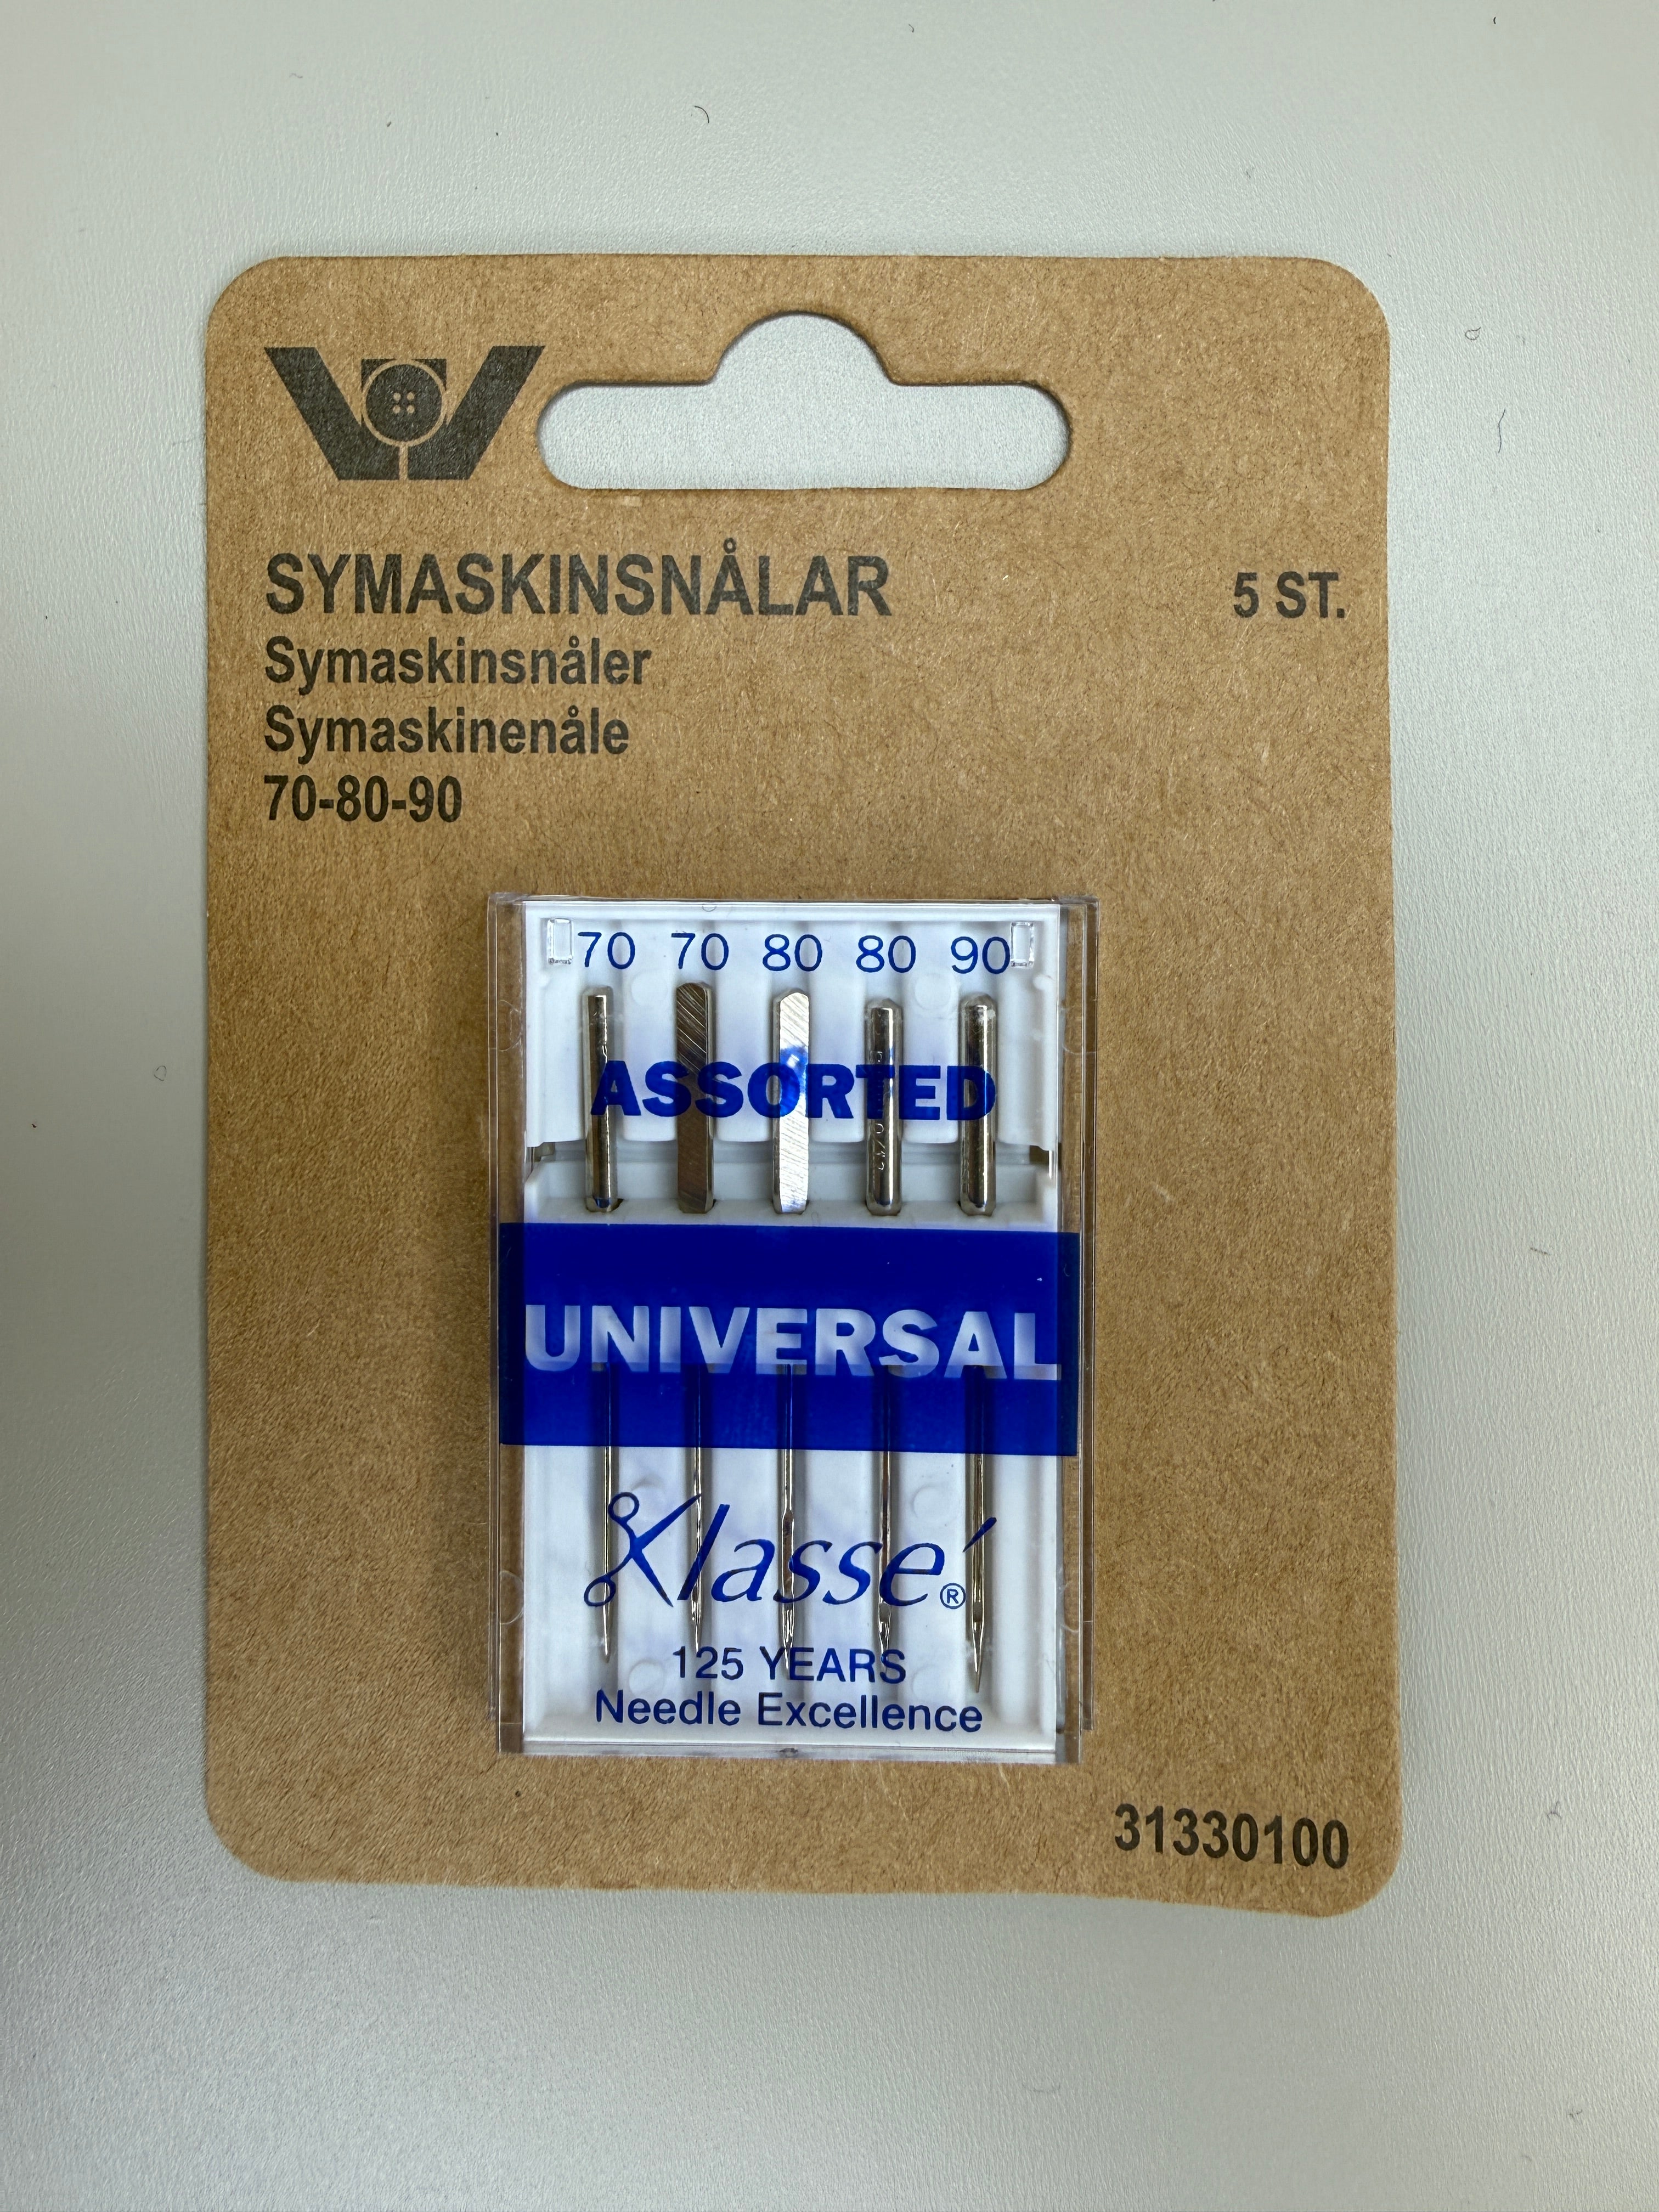 SYMASKINSNÅLAR 5 ST.
Symaskinsnåler
Symaskinenåle
70-80-90
70 70 80 80 90
ASSORTED
UNIVERSAL
Klassé®
125 YEARS
Needle Excellence
31330100